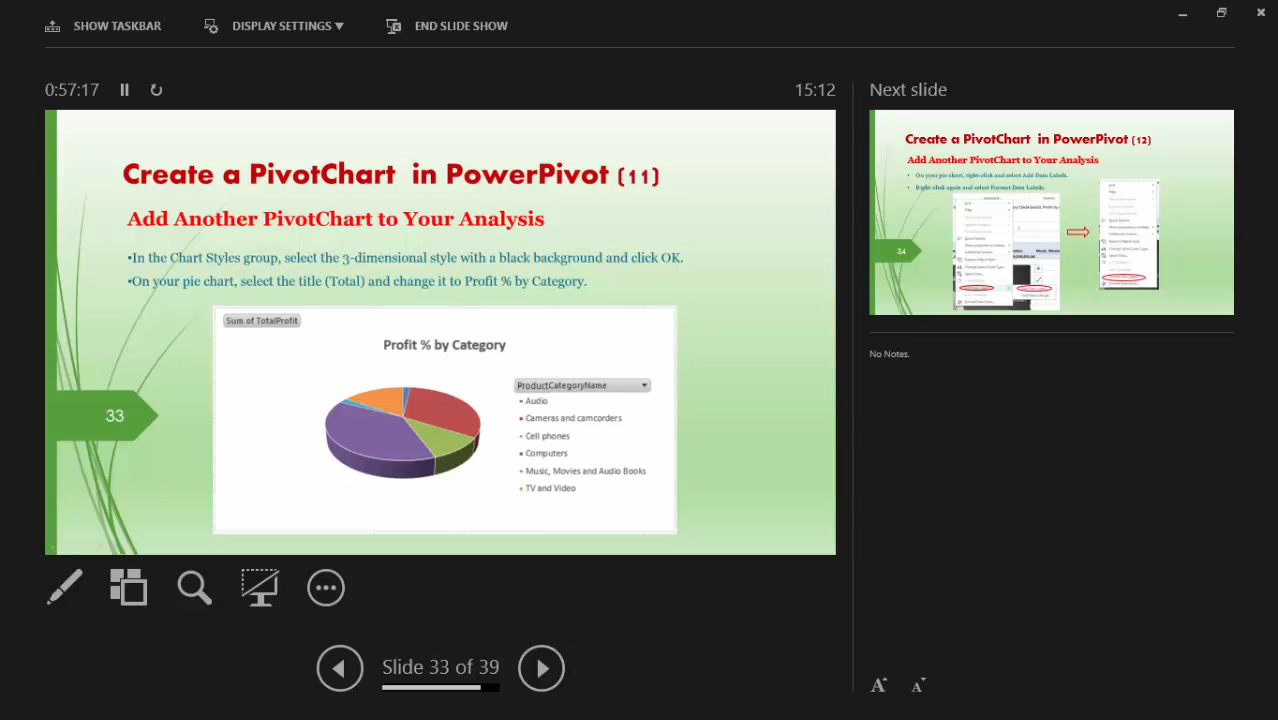 SHOW TASKBAR
DISPLAY SETTINGS ▼
END SLIDE SHOW
0:57:17
15:12
Next slide
Create a PivotChart in PowerPivot (11)
Add Another PivotChart to Your Analysis
•In the Chart Styles group, select the 3-dimensional style with a black background and click OK.
•On your pie chart, select the title (Total) and change it to Profit % by Category.
Sum of TotalProfit
Profit % by Category
ProductCategoryName
Audio
Cameras and camcorders
Cell phones
Computers
Music, Movies and Audio Books
TV and Video
33
Create a PivotChart in PowerPivot (12)
Add Another PivotChart to Your Analysis
• On your pie chart, right-click and select Add Data Labels.
• Right-click again and select Format Data Labels.
34
No Notes.
Slide 33 of 39
A
A